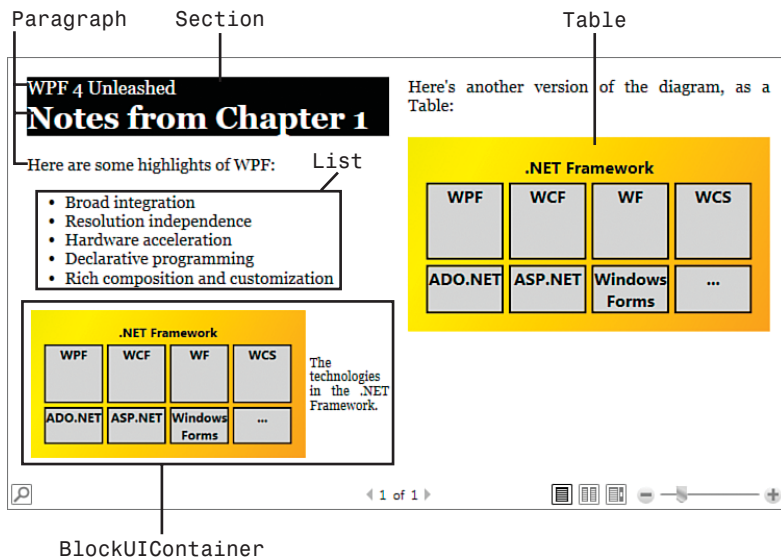 Paragraph
Section
Table
WPF 4 Unleashed
Notes from Chapter 1
Here are some highlights of WPF:
List
• Broad integration
• Resolution independence
• Hardware acceleration
• Declarative programming
• Rich composition and customization
.NET Framework
WPF WCF WF WCS
ADO.NET ASP.NET Windows Forms ...
The
technologies
in the .NET
Framework.
Here's another version of the diagram, as a
Table:
.NET Framework
WPF WCF WF WCS
ADO.NET ASP.NET Windows Forms ...
1 of 1
BlockUIContainer